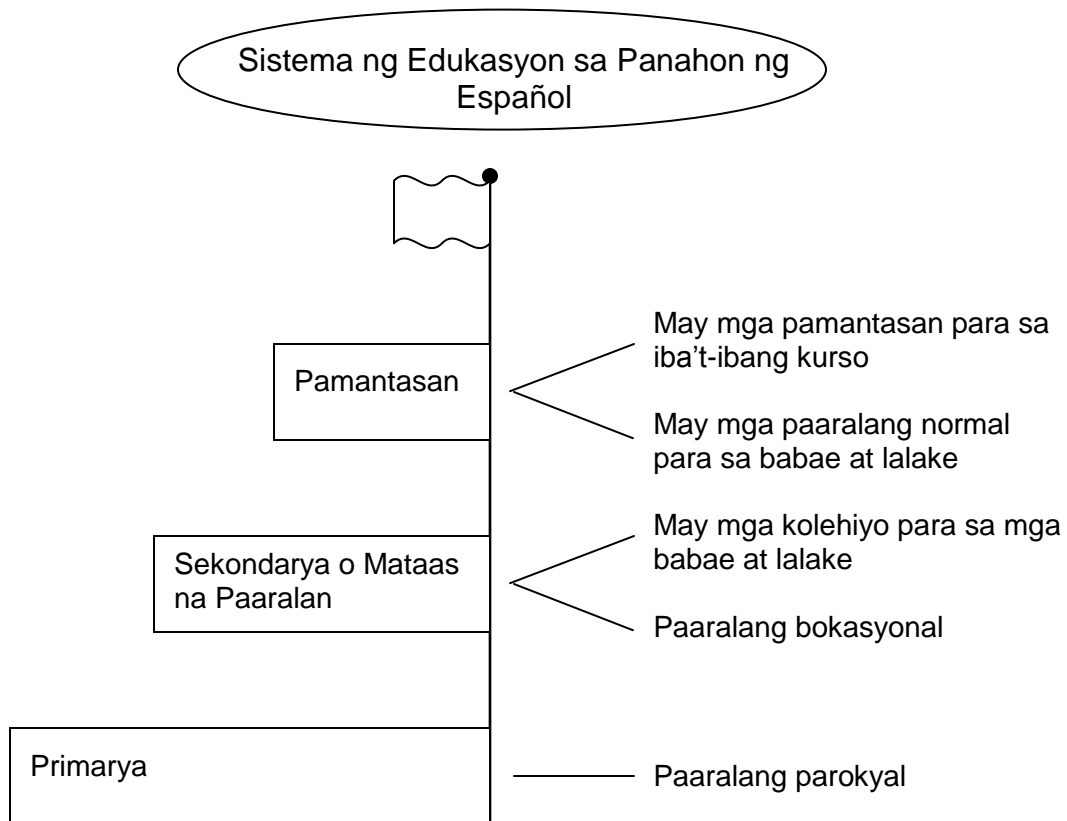 Sistema ng Edukasyon sa Panahon ng
Español
Pamantasan
May mga pamantasan para sa
iba't-ibang kurso
May mga paaralang normal
para sa babae at lalake
Sekondarya o Mataas
na Paaralan
May mga kolehiyo para sa mga
babae at lalake
Paaralang bokasyonal
Primarya
Paaralang parokyal